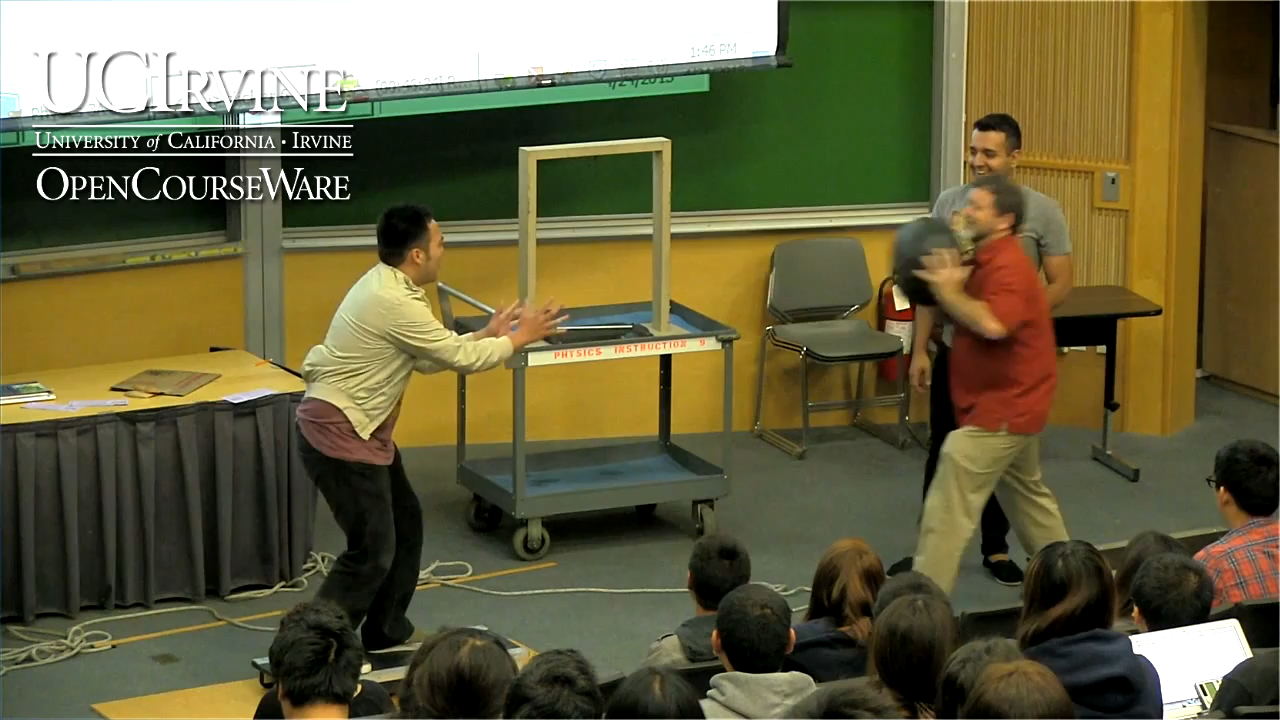 1:46 PM
UCIRVINE
UNIVERSITY of CALIFORNIA · IRVINE
OPENCOURSEWARE
PHYSICS INSTRUCTION 9